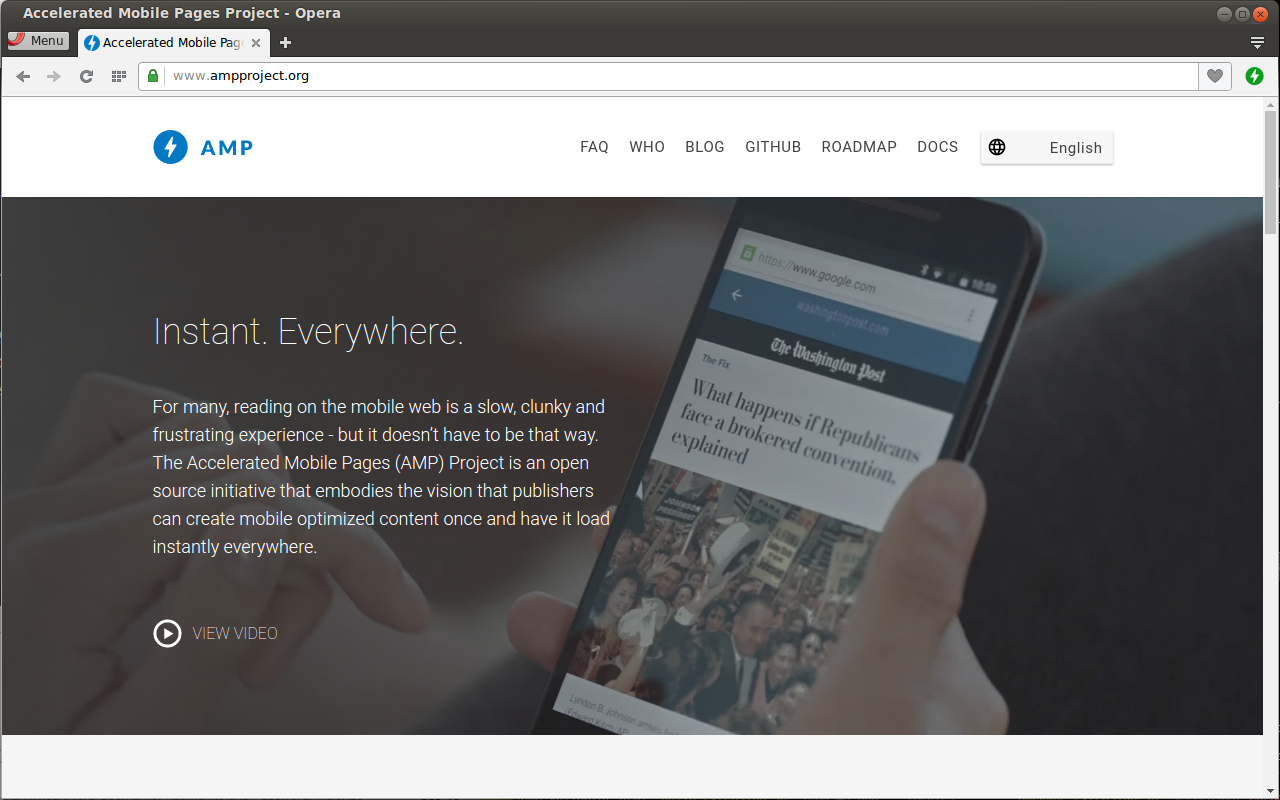 Accelerated Mobile Pages Project - Opera
Menu
Accelerated Mobile Pag
www.ampproject.org
AMP
FAQ WHO BLOG GITHUB ROADMAP DOCS English
https://www.google.com
10:58
washingtonpost.com
The Washington Post
The Fix
What happens if Republicans
face a brokered convention,
explained
JOHNSON
Lyndon B. Johnson arrives
Instant. Everywhere.
For many, reading on the mobile web is a slow, clunky and
frustrating experience - but it doesn’t have to be that way.
The Accelerated Mobile Pages (AMP) Project is an open
source initiative that embodies the vision that publishers
can create mobile optimized content once and have it load
instantly everywhere.
VIEW VIDEO